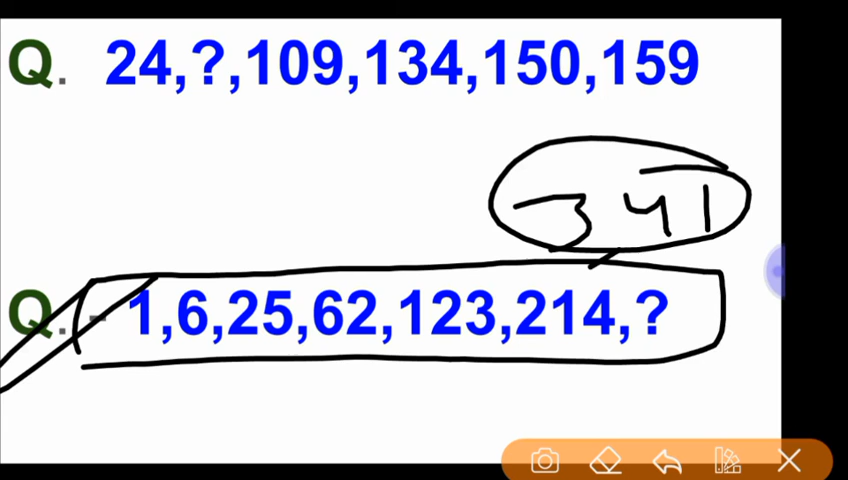 Q. 24,?,109,134,150,159
341
Q. - 1,6,25,62,123,214,?